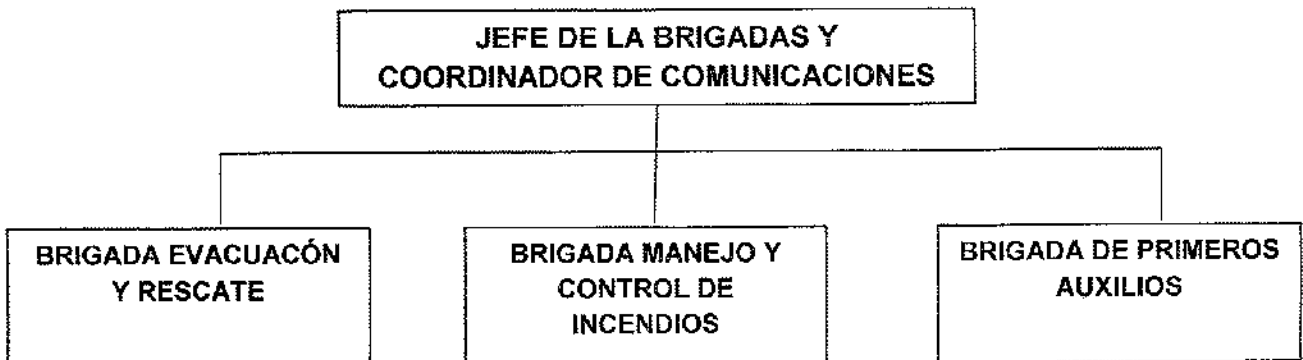 JEFE DE LA BRIGADAS Y
COORDINADOR DE COMUNICACIONES
BRIGADA EVACUACÓN
Y RESCATE
BRIGADA MANEJO Y
CONTROL DE
INCENDIOS
BRIGADA DE PRIMEROS
AUXILIOS